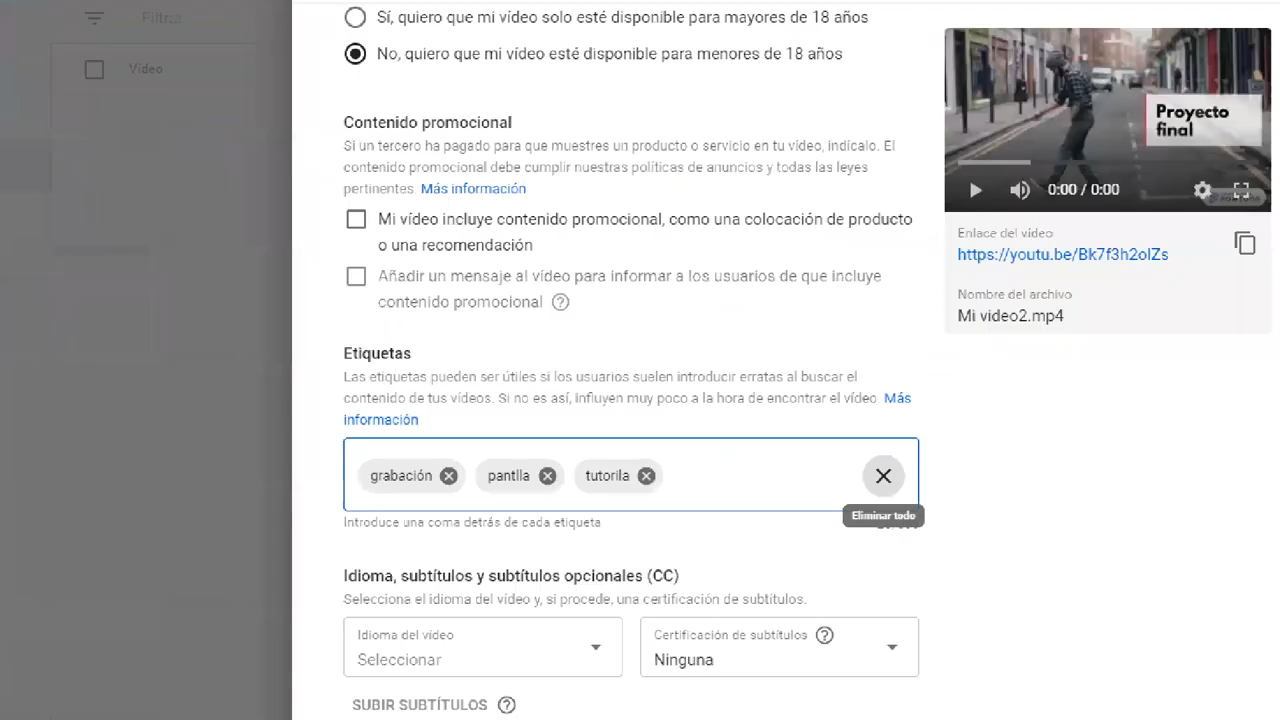 Filtrar
Vídeo
Sí, quiero que mi vídeo solo esté disponible para mayores de 18 años
No, quiero que mi vídeo esté disponible para menores de 18 años
Contenido promocional
Si un tercero ha pagado para que muestres un producto o servicio en tu vídeo, indícalo. El
contenido promocional debe cumplir nuestras políticas de anuncios y todas las leyes
pertinentes. Más información
Mi vídeo incluye contenido promocional, como una colocación de producto
o una recomendación
Añadir un mensaje al vídeo para informar a los usuarios de que incluye
contenido promocional
Etiquetas
Las etiquetas pueden ser útiles si los usuarios suelen introducir erratas al buscar el
contenido de tus vídeos. Si no es así, influyen muy poco a la hora de encontrar el vídeo. Más
información
grabación pantlla tutorila
Eliminar todo
Introduce una coma detrás de cada etiqueta
Idioma, subtítulos y subtítulos opcionales (CC)
Selecciona el idioma del vídeo y, si procede, una certificación de subtítulos.
Idioma del vídeo
Seleccionar
Certificación de subtítulos
Ninguna
SUBIR SUBTÍTULOS
Proyecto
final
0:00 / 0:00
Enlace del vídeo
https://youtu.be/Bk7f3h2olZs
Nombre del archivo
Mi video2.mp4